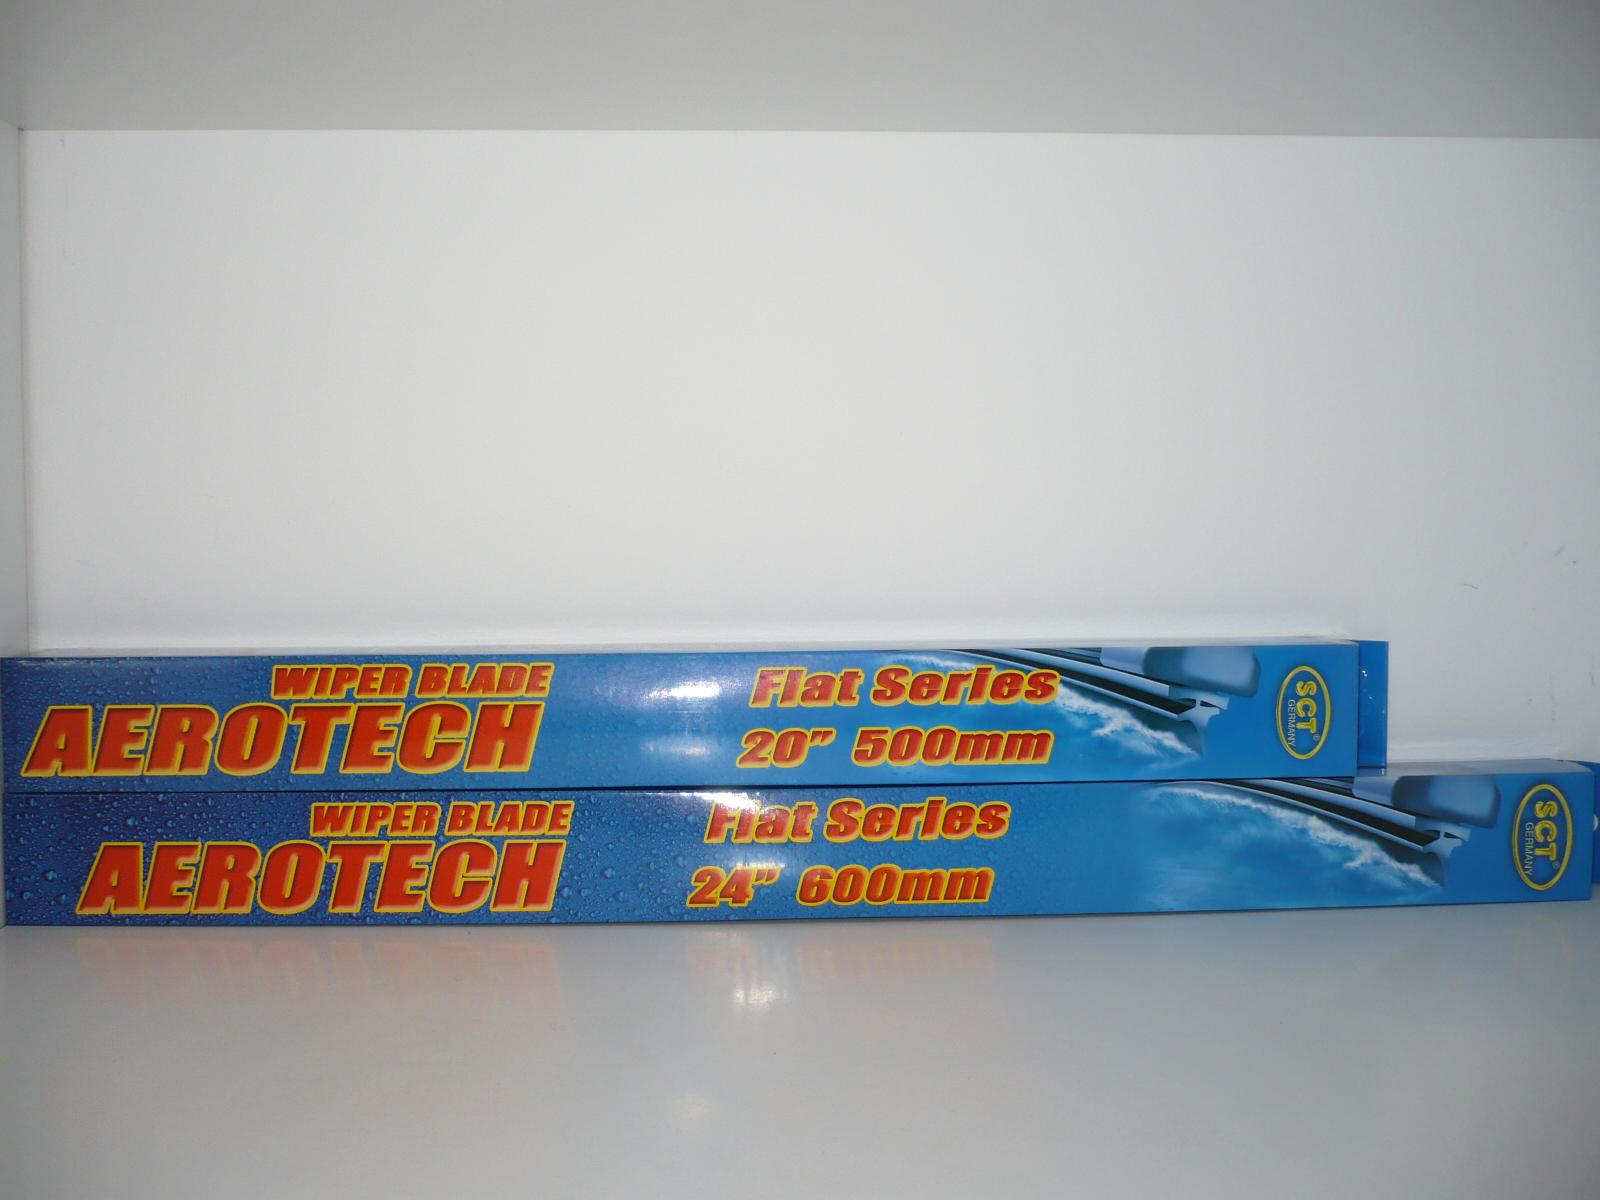 WIPER BLADE
AEROTECH
Flat Series
20” 500mm
SCT®
GERMANY
WIPER BLADE
AEROTECH
Flat Series
24” 600mm
SCT®
GERMANY